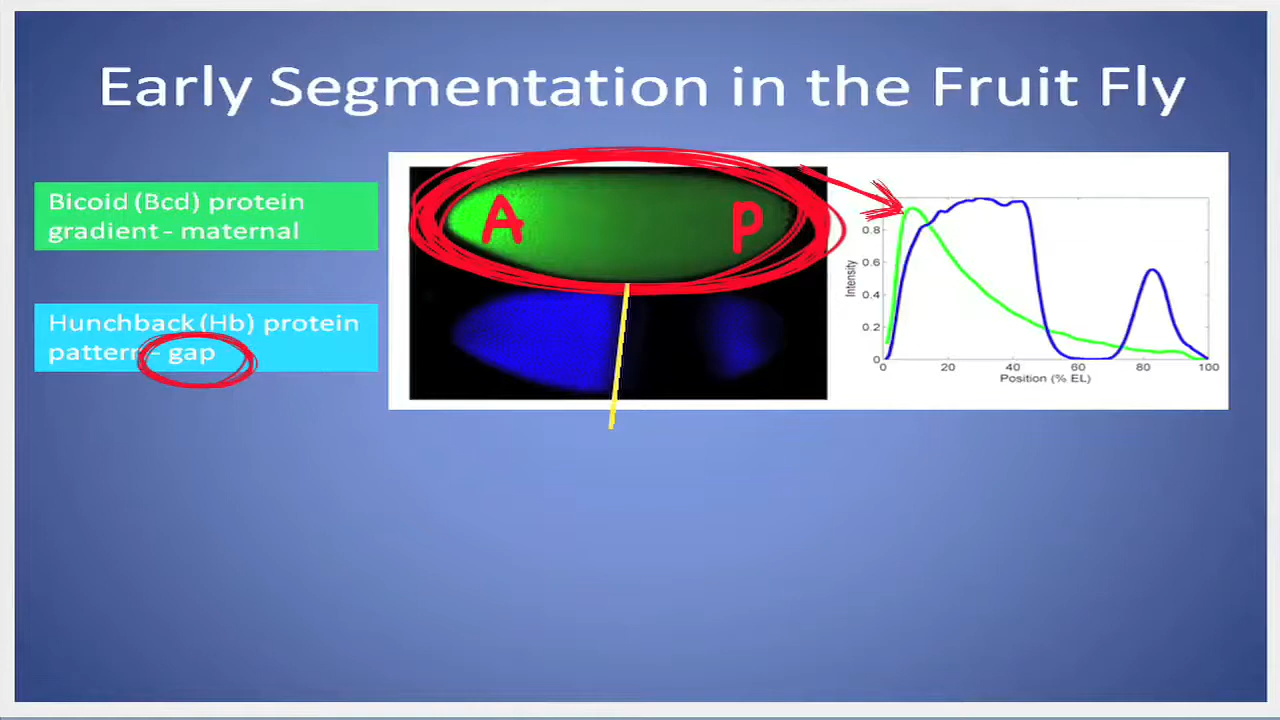 Early Segmentation in the Fruit Fly
Bicoid (Bcd) protein
gradient - maternal
Hunchback (Hb) protein
pattern - gap
A
P
0.8
0.6
0.4
0.2
0
Intensity
0 20 40 60 80 100
Position (% EL)